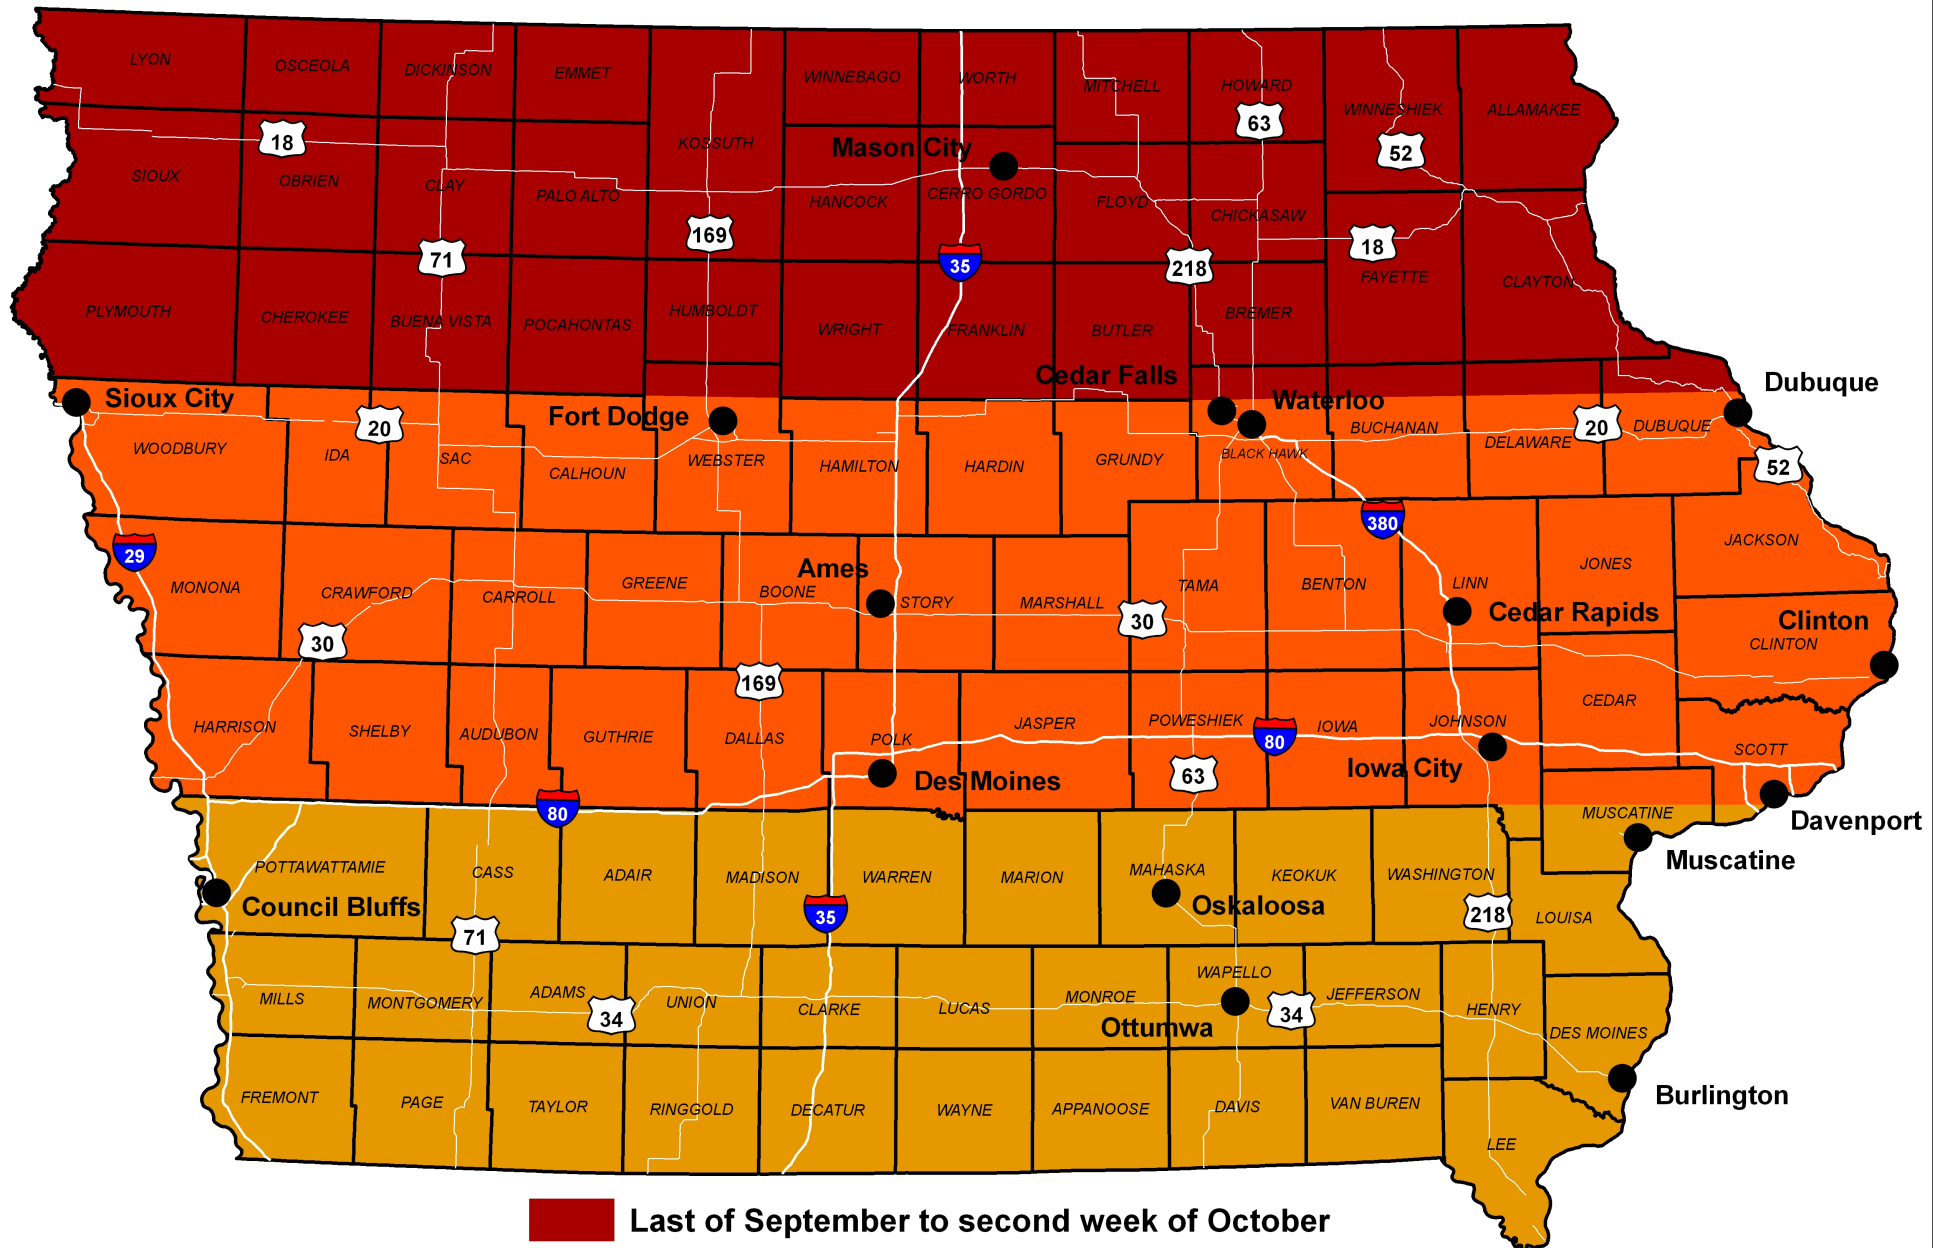 LYON
OSCEOLA
DICKINSON
EMMET
WINNEBAGO
WORTH
MITCHELL
HOWARD
WINNESHIEK
ALLAMAKEE
18
KOSSUTH
Mason City
63
52
SIOUX
OBRIEN
CLAY
PALO ALTO
HANCOCK
CERRO GORDO
FLOYD
CHICKASAW
169
71
35
218
18
FAYETTE
CLAYTON
PLYMOUTH
CHEROKEE
BUENA VISTA
POCAHONTAS
HUMBOLDT
WRIGHT
FRANKLIN
BUTLER
BREMER
Cedar Falls
Dubuque
Sioux City
Fort Dodge
Waterloo
20
20
WOODBURY
IDA
SAC
CALHOUN
WEBSTER
HAMILTON
HARDIN
GRUNDY
BLACK HAWK
BUCHANAN
DELAWARE
DUBUQUE
52
380
29
MONONA
CRAWFORD
CARROLL
GREENE
BOONE
Ames
STORY
MARSHALL
TAMA
BENTON
LINN
JONES
JACKSON
30
30
Cedar Rapids
Clinton
CLINTON
169
HARRISON
SHELBY
AUDUBON
GUTHRIE
DALLAS
POLK
JASPER
POWESHIEK
80
IOWA
JOHNSON
CEDAR
SCOTT
Des Moines
63
Iowa City
80
Davenport
MUSCATINE
Muscatine
POTTAWATTAMIE
CASS
ADAIR
MADISON
WARREN
MARION
MAHASKA
KEOKUK
WASHINGTON
Council Bluffs
71
35
Oskaloosa
218
LOUISA
MILLS
MONTGOMERY
ADAMS
34
UNION
CLARKE
LUCAS
MONROE
WAPELLO
34
JEFFERSON
HENRY
DES MOINES
Ottumwa
Burlington
FREMONT
PAGE
TAYLOR
RINGGOLD
DECATUR
WAYNE
APPANOOSE
DAVIS
VAN BUREN
LEE
Last of September to second week of October